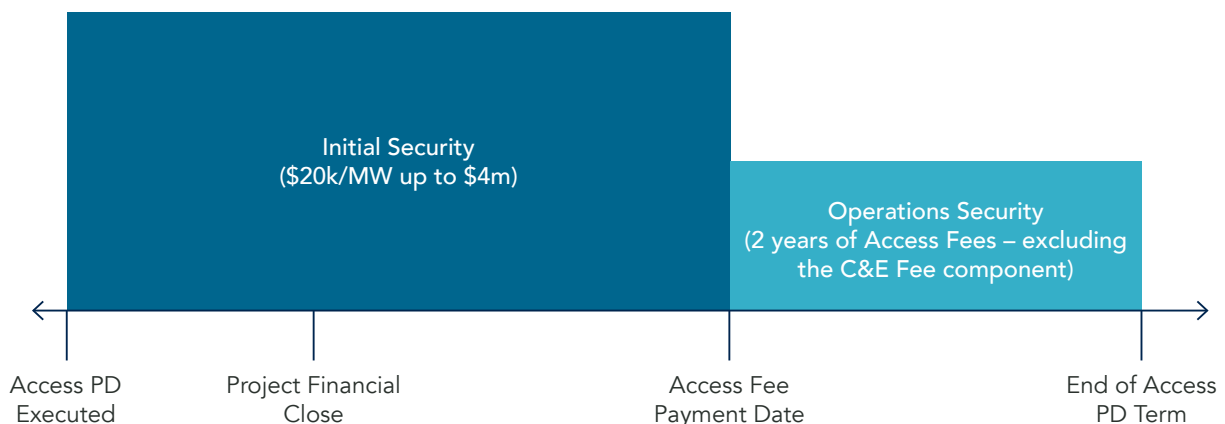 Initial Security
($20k/MW up to $4m)
Operations Security
(2 years of Access Fees – excluding
the C&E Fee component)
Access PD
Executed
Project Financial
Close
Access Fee
Payment Date
End of Access
PD Term